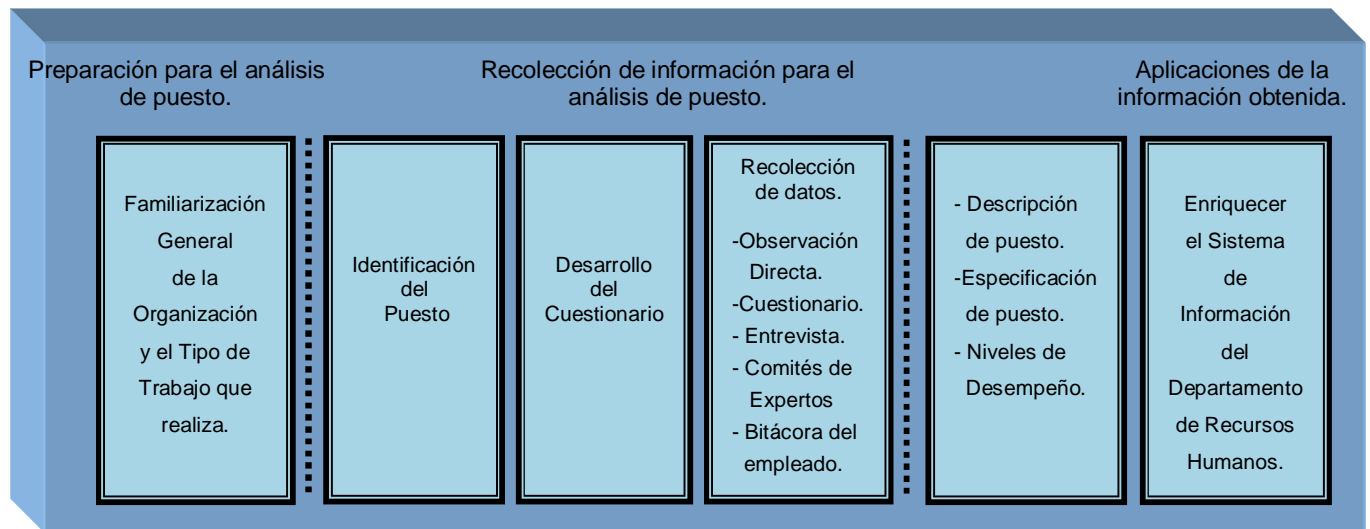 Preparación para el análisis
de puesto.
Recolección de información para el
análisis de puesto.
Aplicaciones de la
información obtenida.
Familiarización
General
de la
Organización
y el Tipo de
Trabajo que
realiza.
Identificación
del
Puesto
Desarrollo
del
Cuestionario
Recolección
de datos.
-Observación
Directa.
-Cuestionario.
- Entrevista.
- Comités de
Expertos
- Bitácora del
empleado.
- Descripción
de puesto.
-Especificación
de puesto.
- Niveles de
Desempeño.
Enriquecer
el Sistema
de
Información
del
Departamento
de Recursos
Humanos.